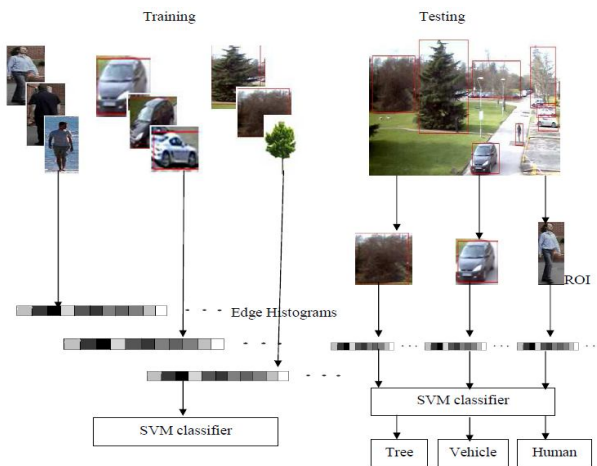 Training
Testing
ROI
Edge Histograms
SVM classifier
SVM classifier
Tree
Vehicle
Human